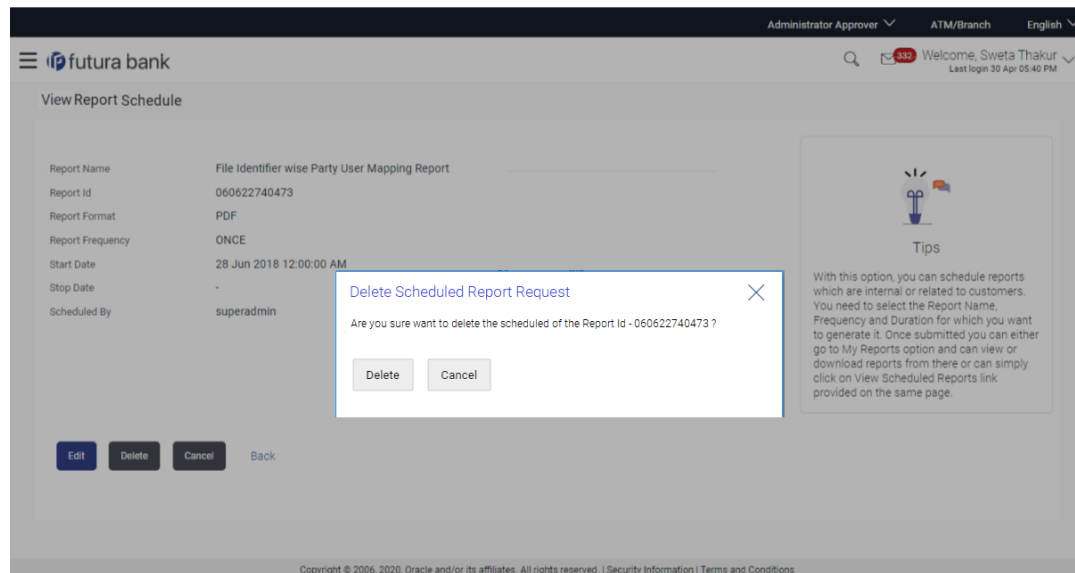 Administrator Approver ATM/Branch English
futura bank 332 Welcome, Sweta Thakur
Last login 30 Apr 05:40 PM
View Report Schedule
Report Name File Identifier wise Party User Mapping Report
Report Id 060622740473
Report Format PDF
Report Frequency ONCE
Start Date 28 Jun 2018 12:00:00 AM
Stop Date -
Scheduled By superadmin
Delete Scheduled Report Request
Are you sure want to delete the scheduled of the Report Id - 060622740473 ?
Delete Cancel
Tips
With this option, you can schedule reports
which are internal or related to customers.
You need to select the Report Name,
Frequency and Duration for which you want
to generate it. Once submitted you can either
go to My Reports option and can view or
download reports from there or can simply
click on View Scheduled Reports link
provided on the same page.
Edit Delete Cancel Back
Copyright © 2006, 2020, Oracle and/or its affiliates. All rights reserved. | Security Information | Terms and Conditions